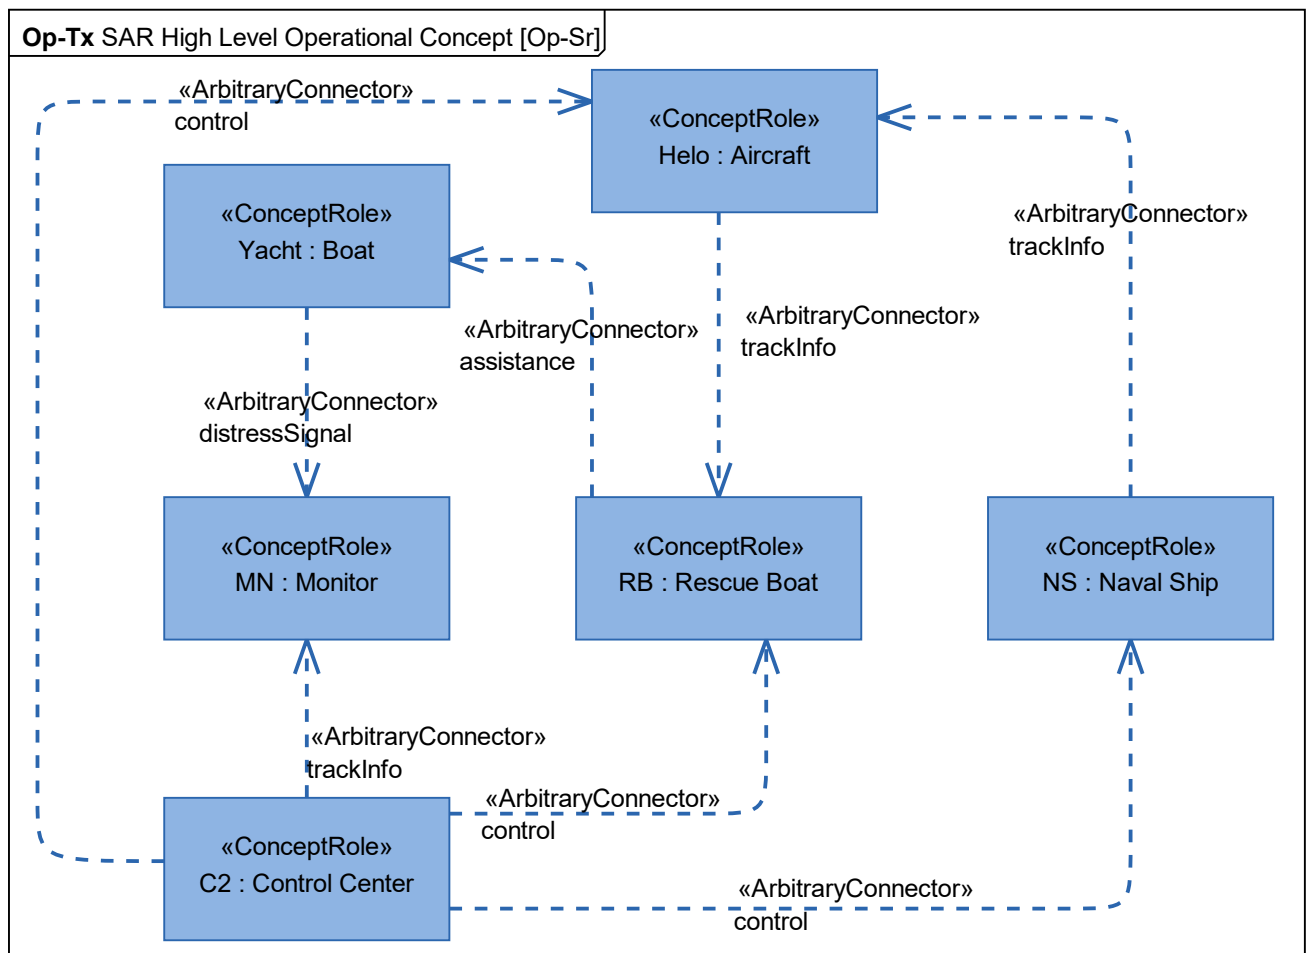 Op-Tx SAR High Level Operational Concept [Op-Sr]
«ArbitraryConnector»
control
«ConceptRole»
Helo : Aircraft
«ConceptRole»
Yacht : Boat
«ArbitraryConnector»
trackInfo
«ArbitraryConnector»
assistance
«ArbitraryConnector»
trackInfo
«ArbitraryConnector»
distressSignal
«ConceptRole»
MN : Monitor
«ConceptRole»
RB : Rescue Boat
«ConceptRole»
NS : Naval Ship
«ArbitraryConnector»
trackInfo
«ArbitraryConnector»
control
«ConceptRole»
C2 : Control Center
«ArbitraryConnector»
control